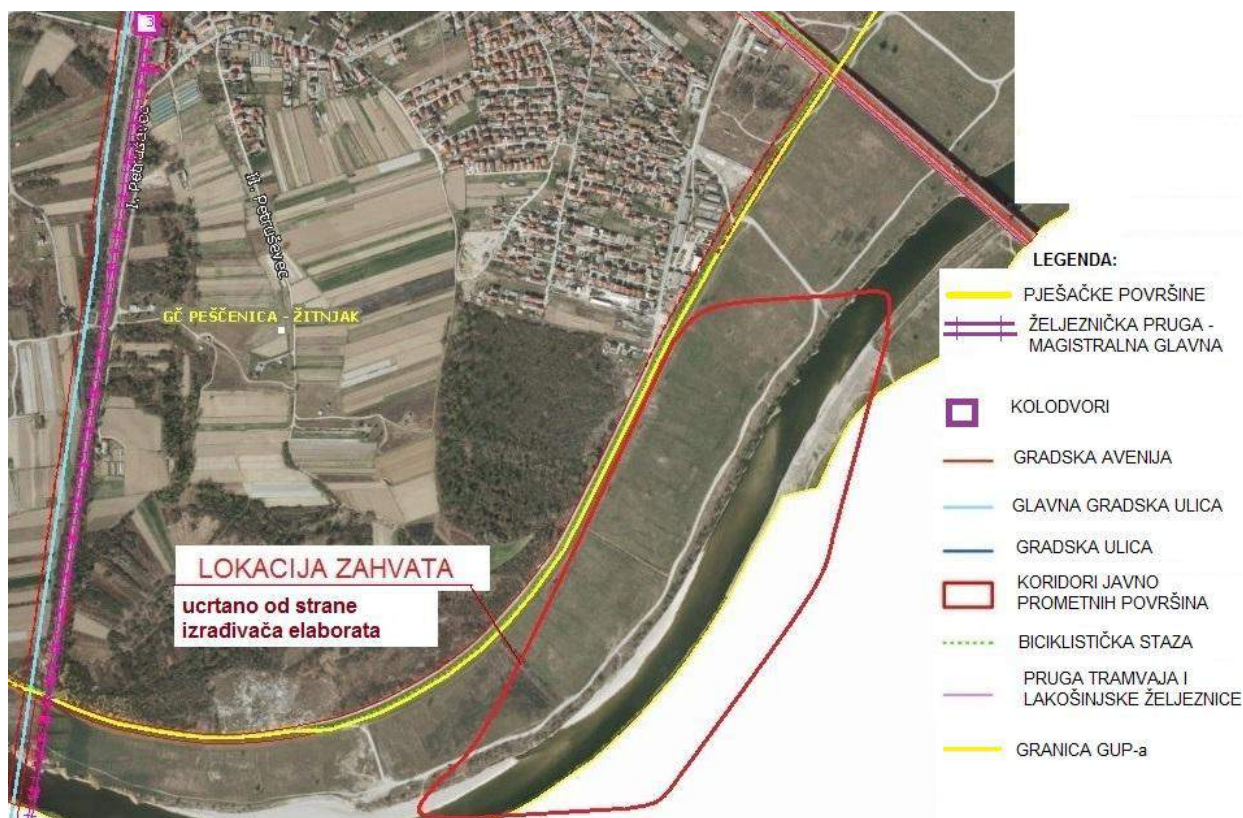 I. Petruševec
II. petruševec
GČ PEŠČENICA - ŽITNJAK
LOKACIJA ZAHVATA
ucrtano od strane
izrađivača elaborata
LEGENDA:
PJEŠAČKE POVRŠINE
ŽELJEZNIČKA PRUGA -
MAGISTRALNA GLAVNA
KOLODVORI
GRADSKA AVENIJA
GLAVNA GRADSKA ULICA
GRADSKA ULICA
KORIDORI JAVNO
PROMETNIH POVRŠINA
BICIKLISTIČKA STAZA
PRUGA TRAMVAJA I
LAKOŠINJSKE ŽELJEZNICE
GRANICA GUP-a